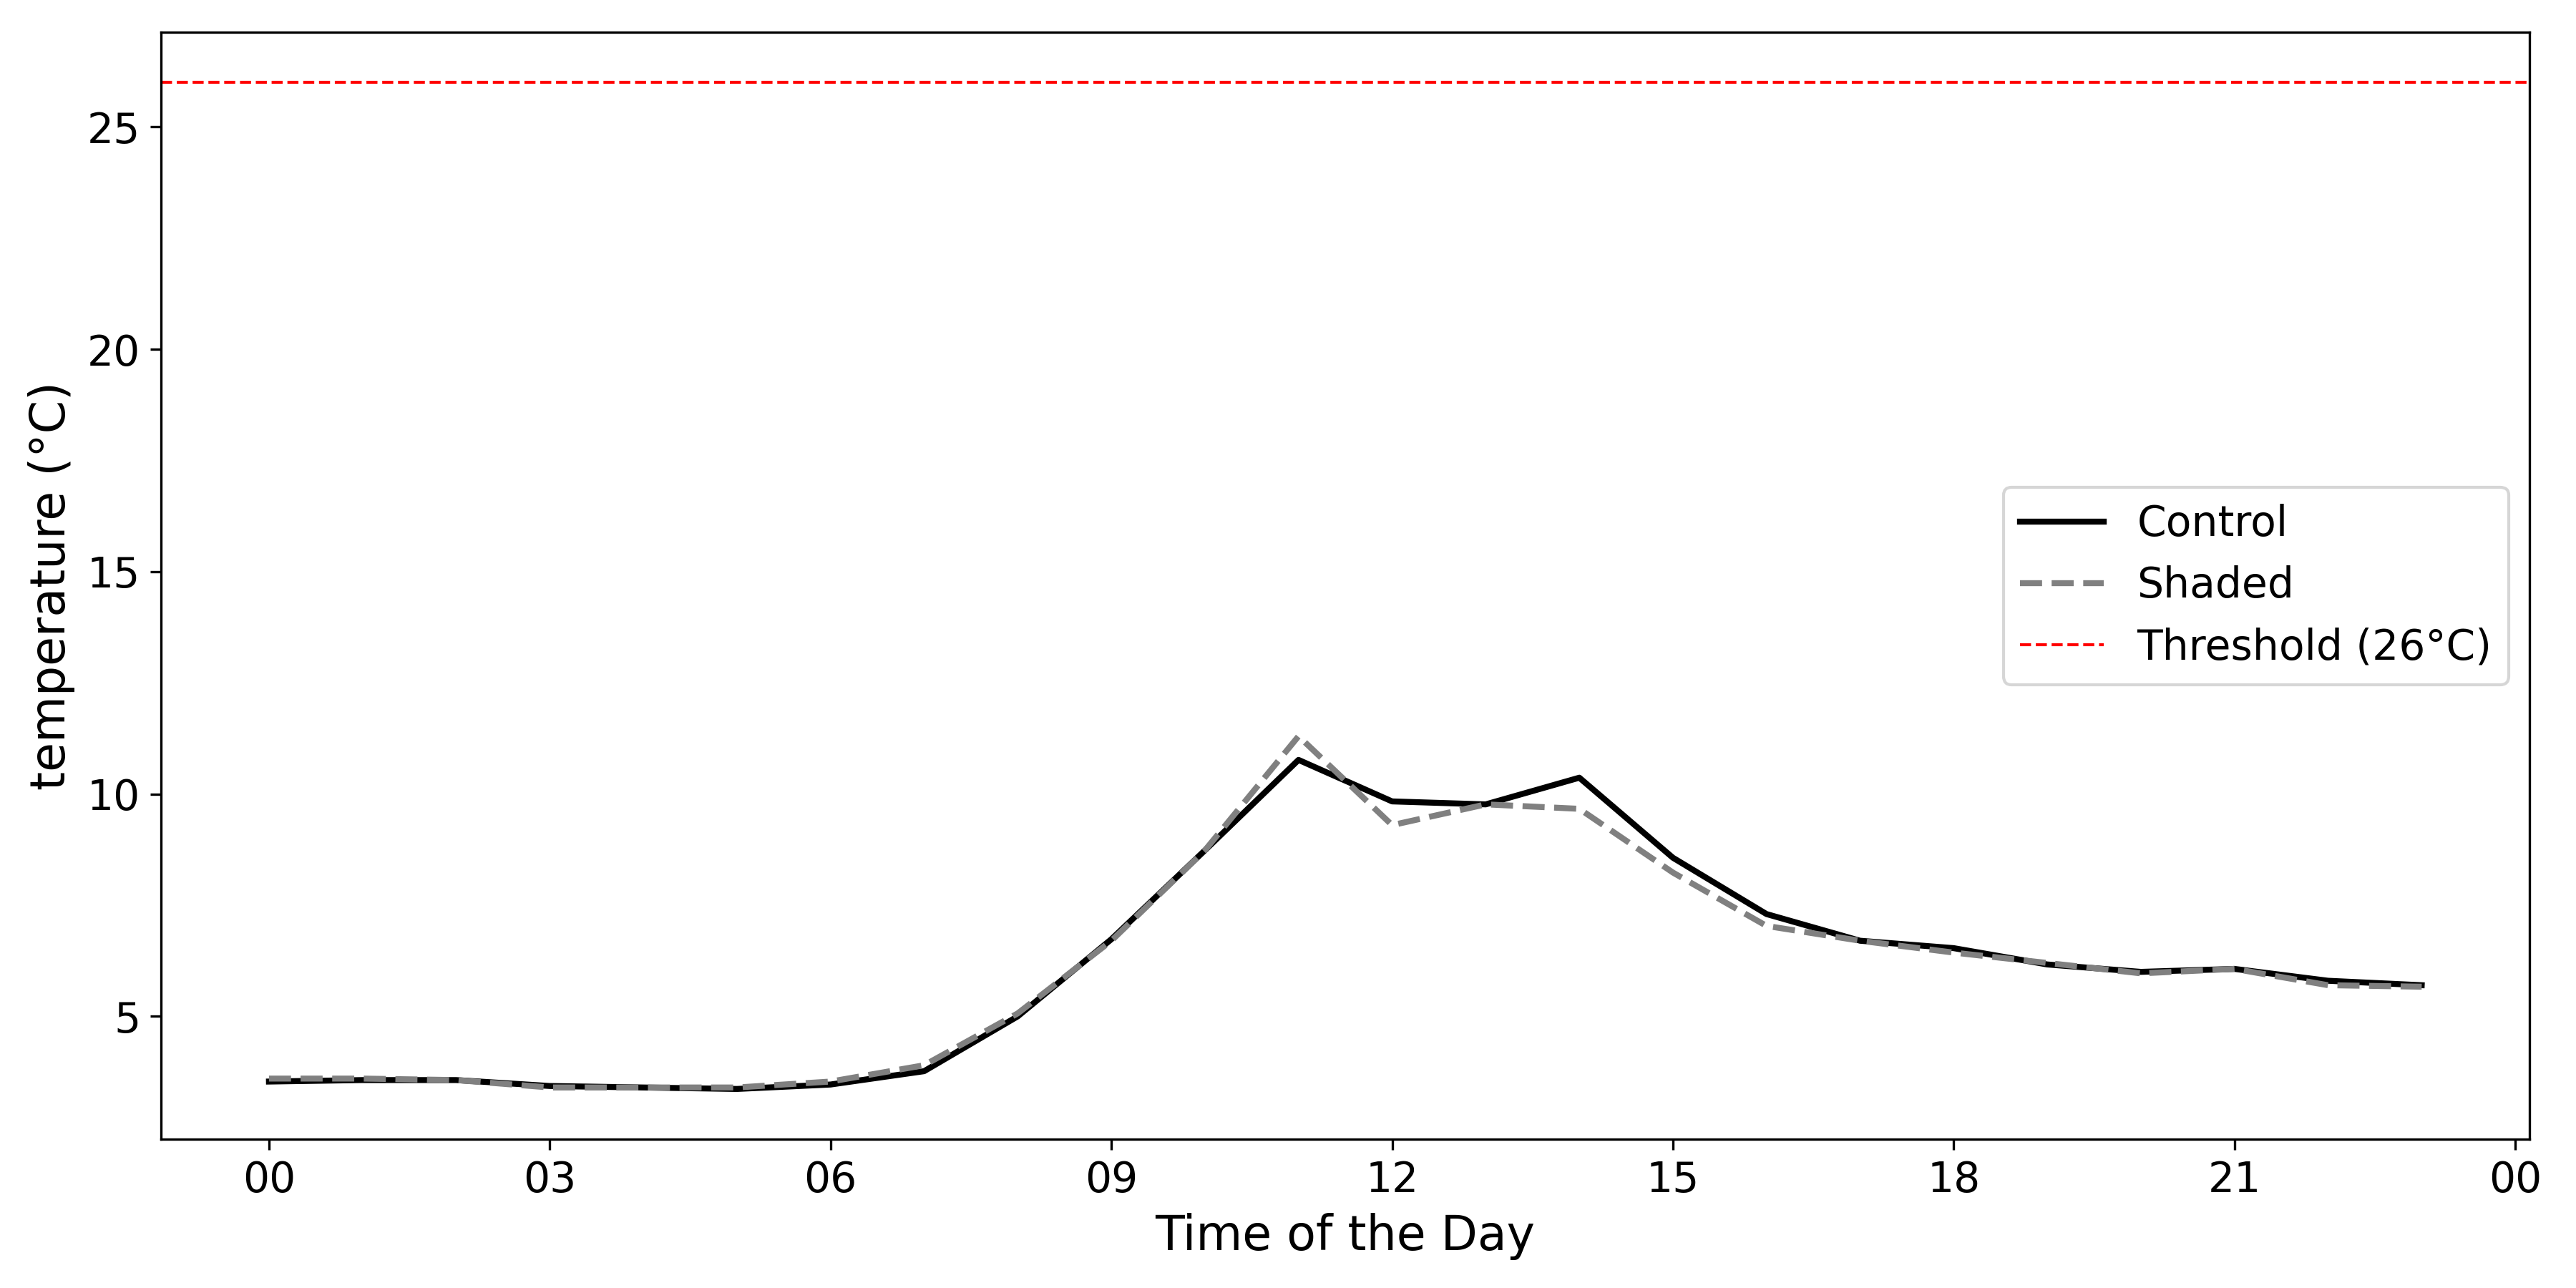 25
20
15
10
5
temperature (°C)
Control
Shaded
Threshold (26°C)
00 03 06 09 12 15 18 21 00
Time of the Day